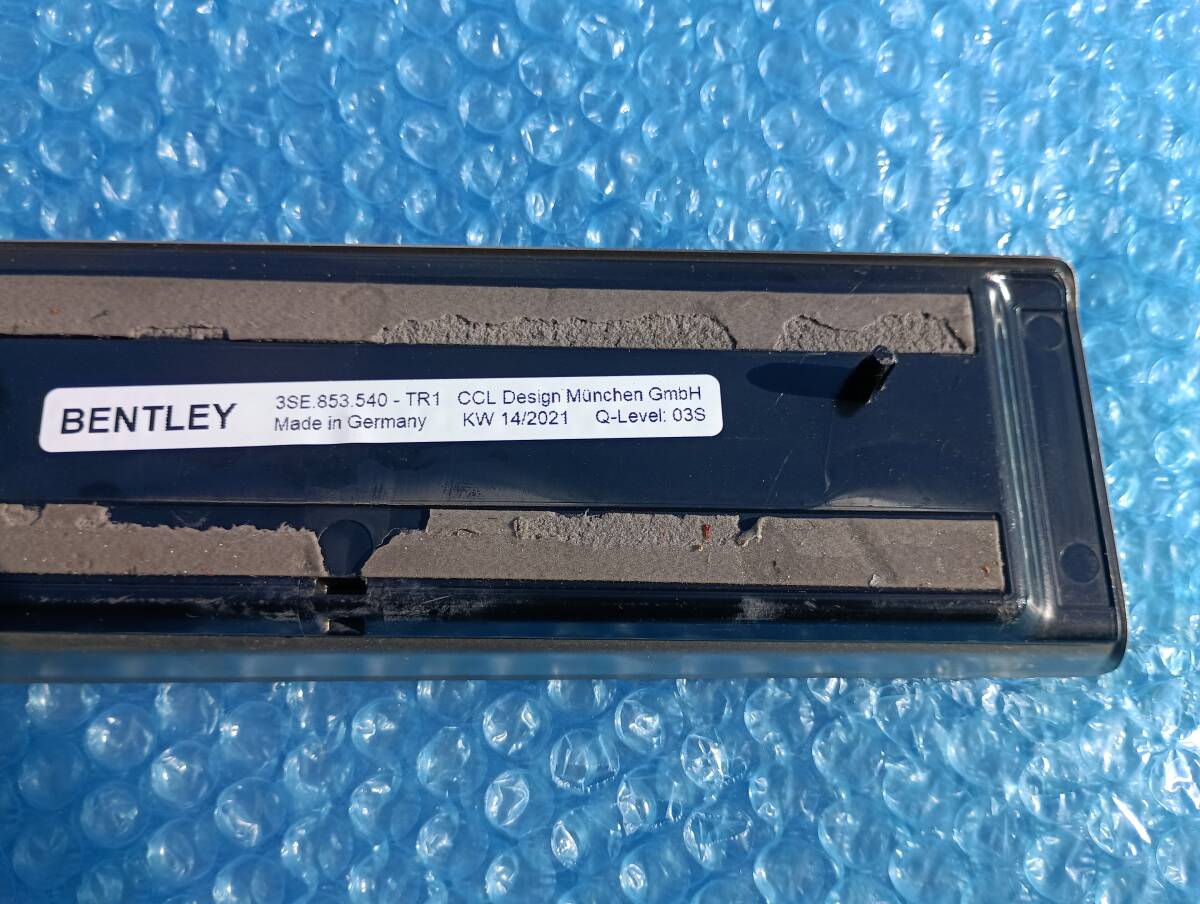 BENTLEY
3SE.853.540 - TR1 CCL Design München GmbH
Made in Germany KW 14/2021 Q-Level: 03S